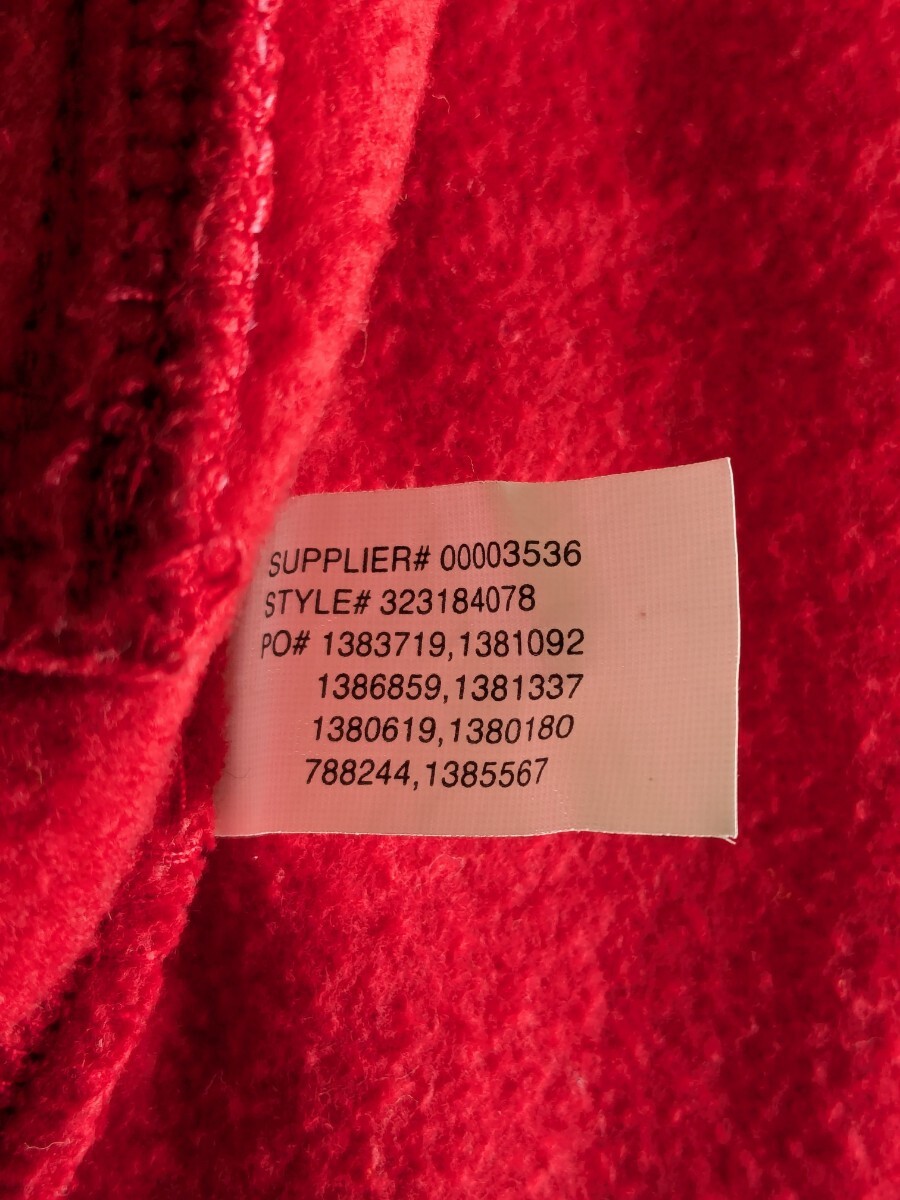 SUPPLIER# 00003536
STYLE# 323184078
PO# 1383719,1381092
1386859,1381337
1380619,1380180
788244,1385567